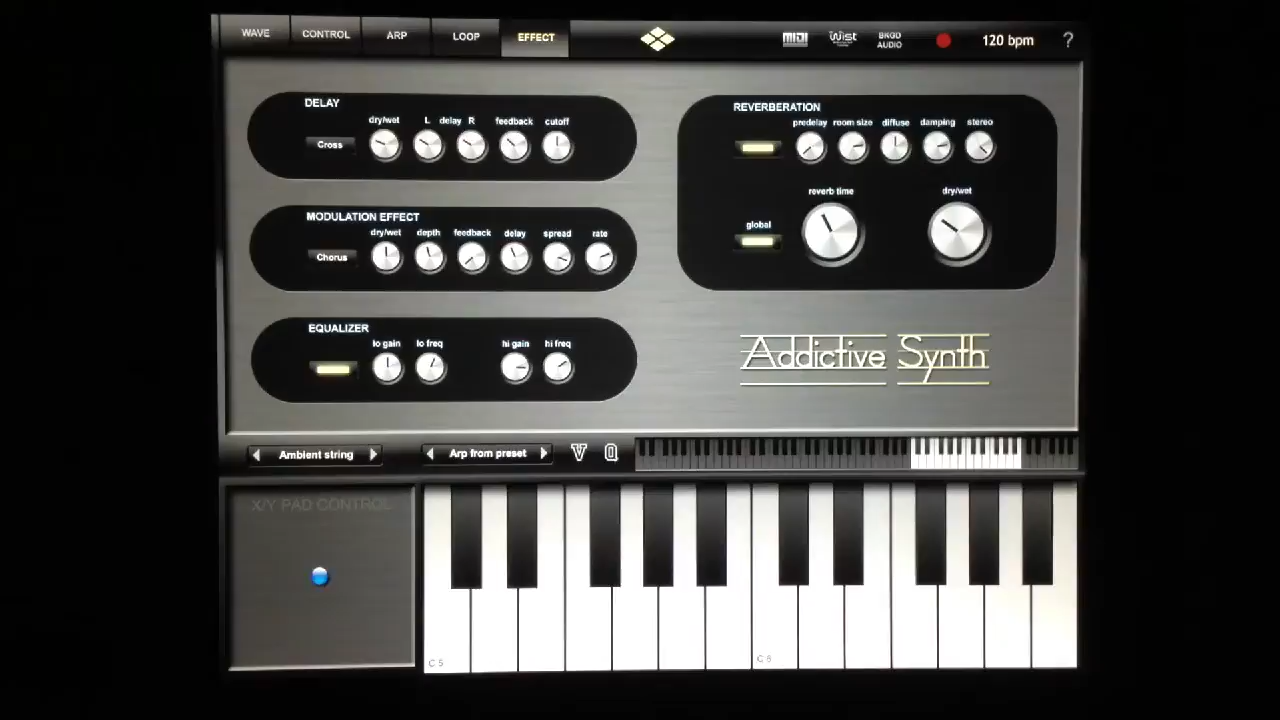 WAVE CONTROL ARP LOOP EFFECT MIDI Wist BKGD AUDIO 120 bpm ?
DELAY
dry/wet L delay R feedback cutoff
Cross
MODULATION EFFECT
dry/wet depth feedback delay spread rate
Chorus
EQUALIZER
lo gain lo freq hi gain hi freq
REVERBERATION
predelay room size diffuse damping stereo
reverb time dry/wet
global
Addictive Synth
Ambient string Arp from preset V Q
X/Y PAD CONTROL
C 5 C 6